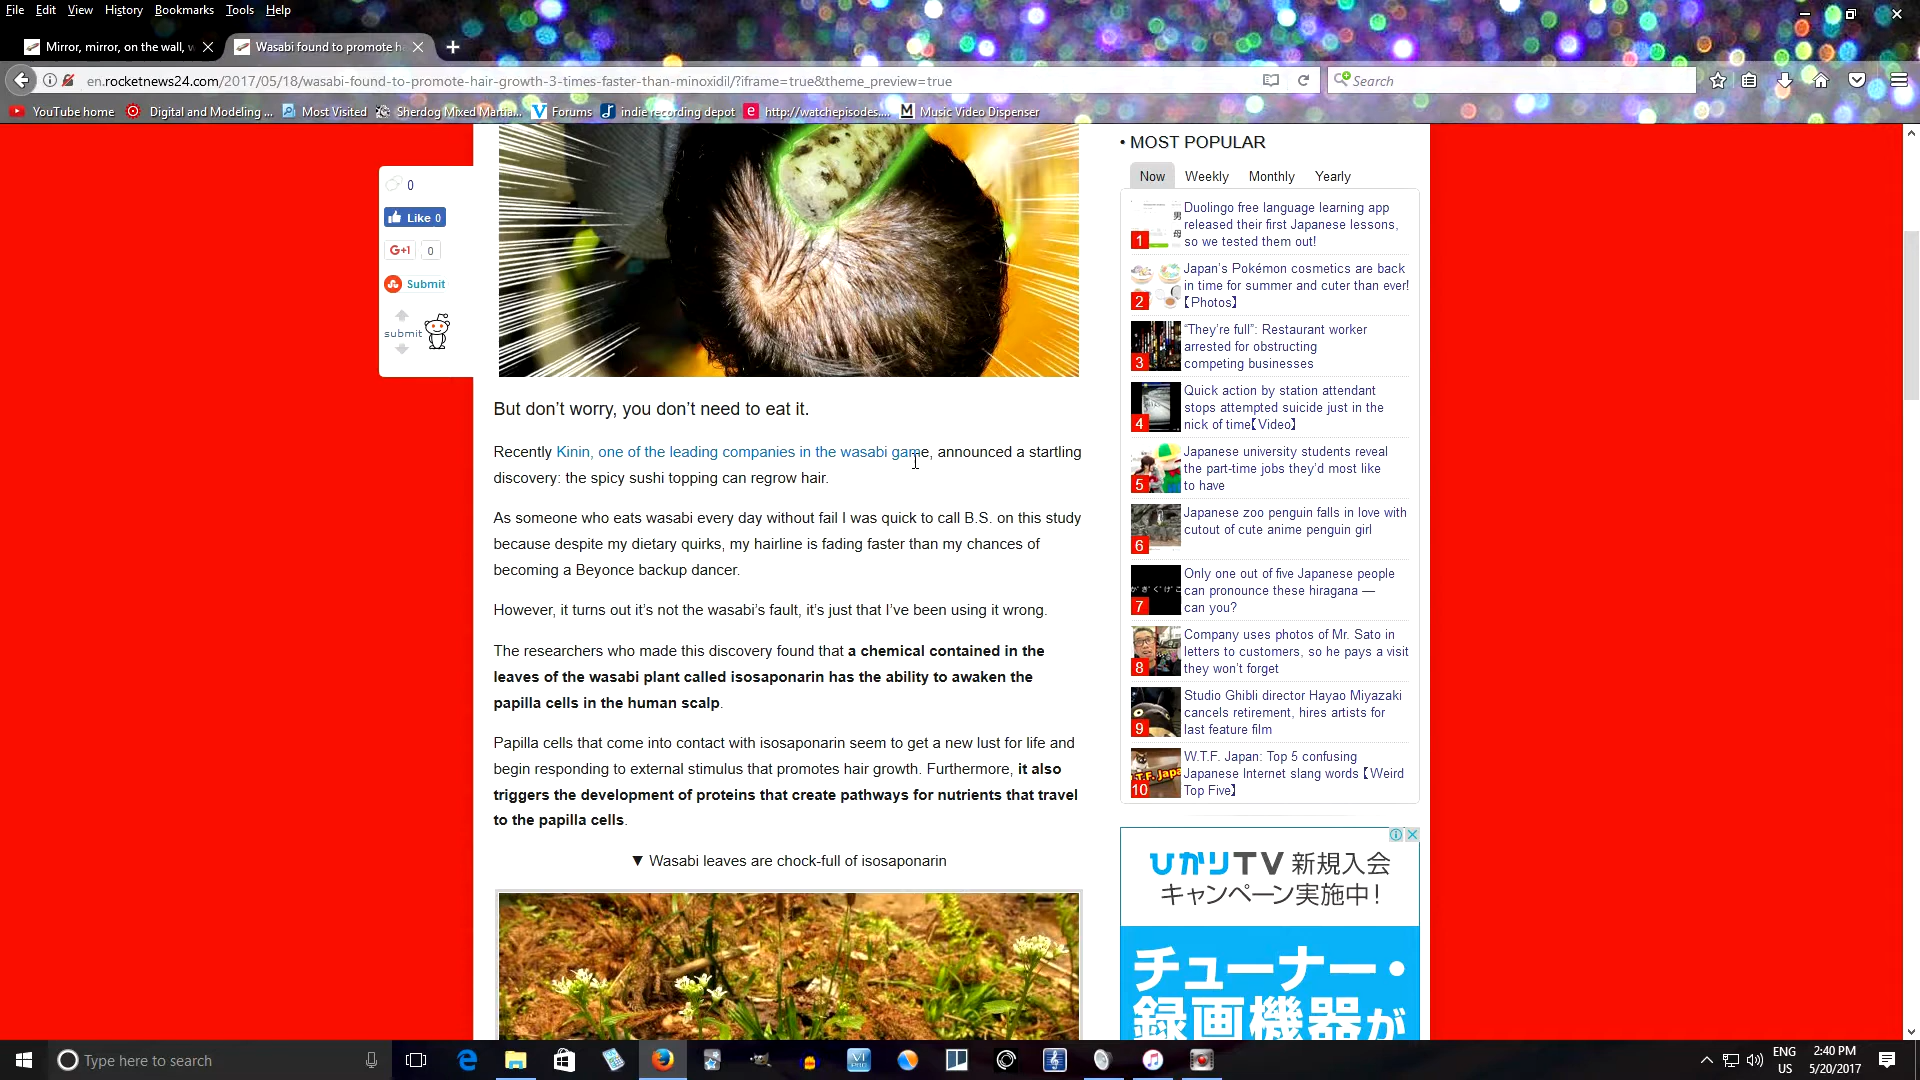 File Edit View History Bookmarks Tools Help
Mirror, mirror, on the wall, w
Wasabi found to promote ha
en.rocketnews24.com/2017/05/18/wasabi-found-to-promote-hair-growth-3-times-faster-than-minoxidil/?iframe=true&theme_preview=true
Search
YouTube home Digital and Modeling ... Most Visited Sherdog Mixed Martia... Forums indie recording depot http://watchepisodes.... Music Video Dispenser
0
Like 0
G+1 0
Submit
submit
But don’t worry, you don’t need to eat it.
Recently Kinin, one of the leading companies in the wasabi game, announced a startling
discovery: the spicy sushi topping can regrow hair.
As someone who eats wasabi every day without fail I was quick to call B.S. on this study
because despite my dietary quirks, my hairline is fading faster than my chances of
becoming a Beyonce backup dancer.
However, it turns out it’s not the wasabi’s fault, it’s just that I’ve been using it wrong.
The researchers who made this discovery found that a chemical contained in the
leaves of the wasabi plant called isosaponarin has the ability to awaken the
papilla cells in the human scalp.
Papilla cells that come into contact with isosaponarin seem to get a new lust for life and
begin responding to external stimulus that promotes hair growth. Furthermore, it also
triggers the development of proteins that create pathways for nutrients that travel
to the papilla cells.
▼ Wasabi leaves are chock-full of isosaponarin
• MOST POPULAR
Now Weekly Monthly Yearly
1
Duolingo free language learning app
released their first Japanese lessons,
so we tested them out!
2
Japan’s Pokémon cosmetics are back
in time for summer and cuter than ever!
【Photos】
3
“They’re full”: Restaurant worker
arrested for obstructing
competing businesses
4
Quick action by station attendant
stops attempted suicide just in the
nick of time【Video】
5
Japanese university students reveal
the part-time jobs they’d most like
to have
6
Japanese zoo penguin falls in love with
cutout of cute anime penguin girl
7
Only one out of five Japanese people
can pronounce these hiragana —
can you?
8
Company uses photos of Mr. Sato in
letters to customers, so he pays a visit
they won’t forget
9
Studio Ghibli director Hayao Miyazaki
cancels retirement, hires artists for
last feature film
10
W.T.F. Japan: Top 5 confusing
Japanese Internet slang words【Weird
Top Five】
ひかりTV 新規入会
キャンペーン実施中!
チューナー・
録画機器が
Type here to search
ENG
US
2:40 PM
5/20/2017